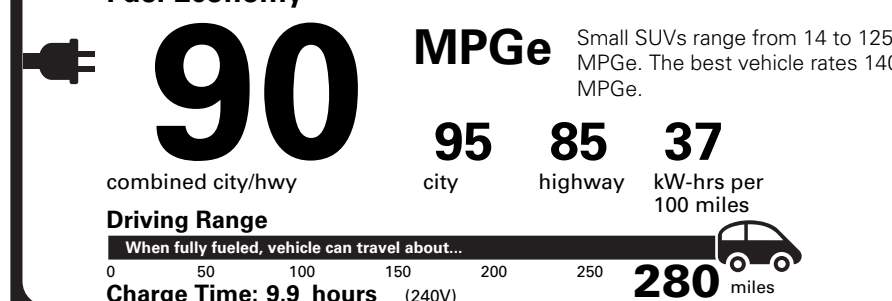 Fuel Economy
90
MPGe
Small SUVs range from 14 to 125
MPGe. The best vehicle rates 140
MPGe.
95 85 37
combined city/hwy city highway kW-hrs per
100 miles
Driving Range
When fully fueled, vehicle can travel about...
0 50 100 150 200 250 280 miles
Charge Time: 9.9 hours (240V)